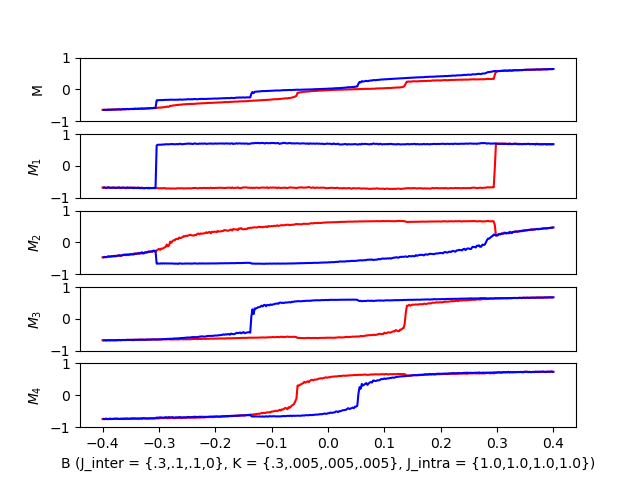 1
M
0
−1
1
M₁
0
−1
1
M₂
0
−1
1
M₃
0
−1
1
M₄
0
−1
−0.4 −0.3 −0.2 −0.1 0.0 0.1 0.2 0.3 0.4
B (J_inter = {.3,.1,.1,0}, K = {.3,.005,.005,.005}, J_intra = {1.0,1.0,1.0,1.0})